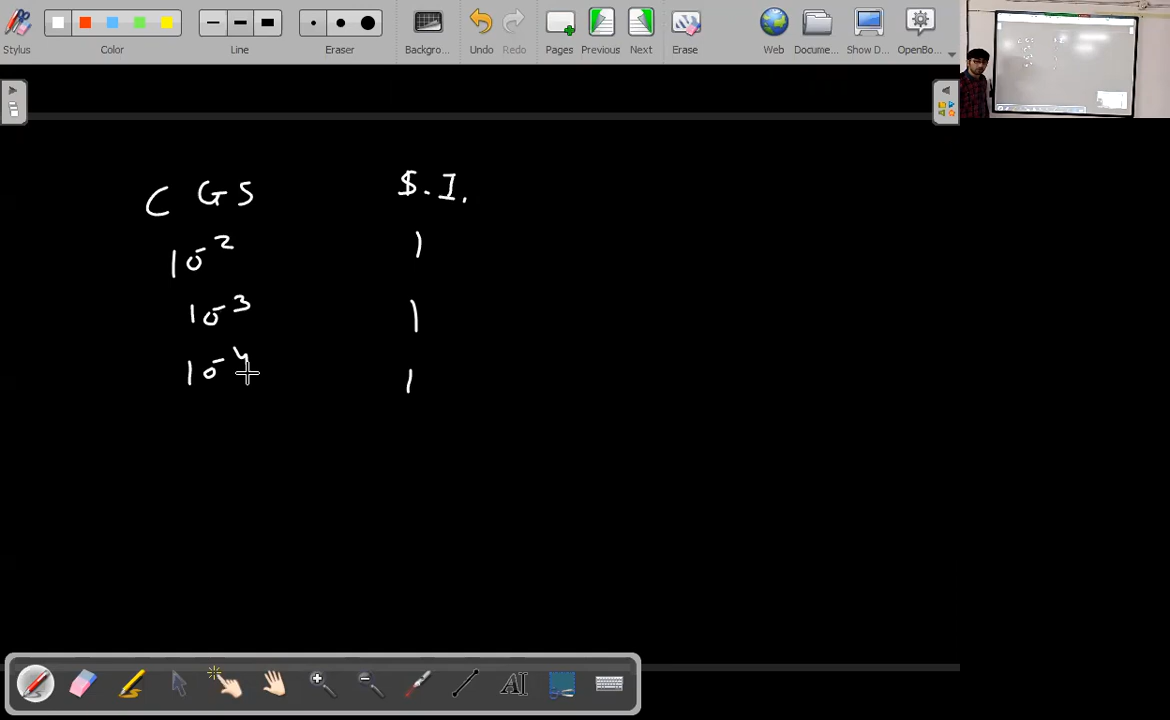 Stylus
Color
Line
Eraser
Backgro...
Undo
Redo
Pages
Previous
Next
Erase
Web
Docume...
Show D...
OpenBo...
C G S S.I.
10⁻² 1
10⁻³ 1
10⁻⁴ 1
AI